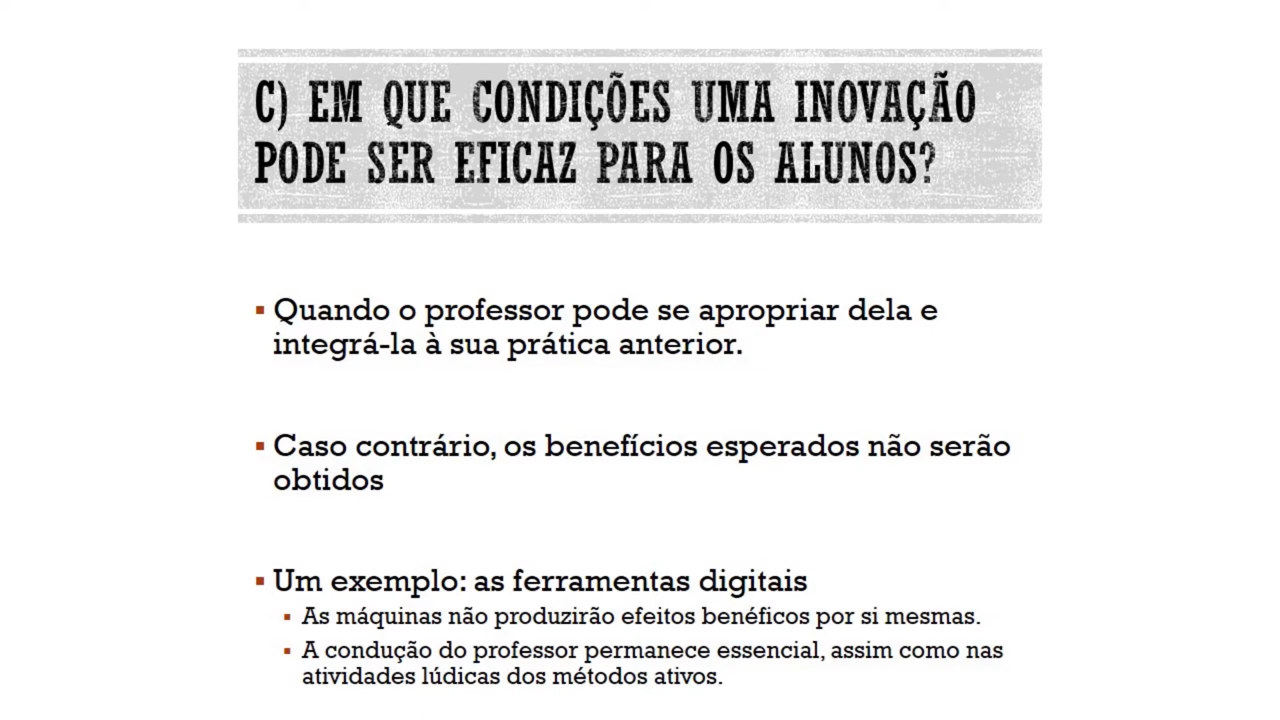 C) EM QUE CONDIÇÕES UMA INOVAÇÃO
PODE SER EFICAZ PARA OS ALUNOS?
▪ Quando o professor pode se apropriar dela e
integrá-la à sua prática anterior.
▪ Caso contrário, os benefícios esperados não serão
obtidos
▪ Um exemplo: as ferramentas digitais
▪ As máquinas não produzirão efeitos benéficos por si mesmas.
▪ A condução do professor permanece essencial, assim como nas
atividades lúdicas dos métodos ativos.